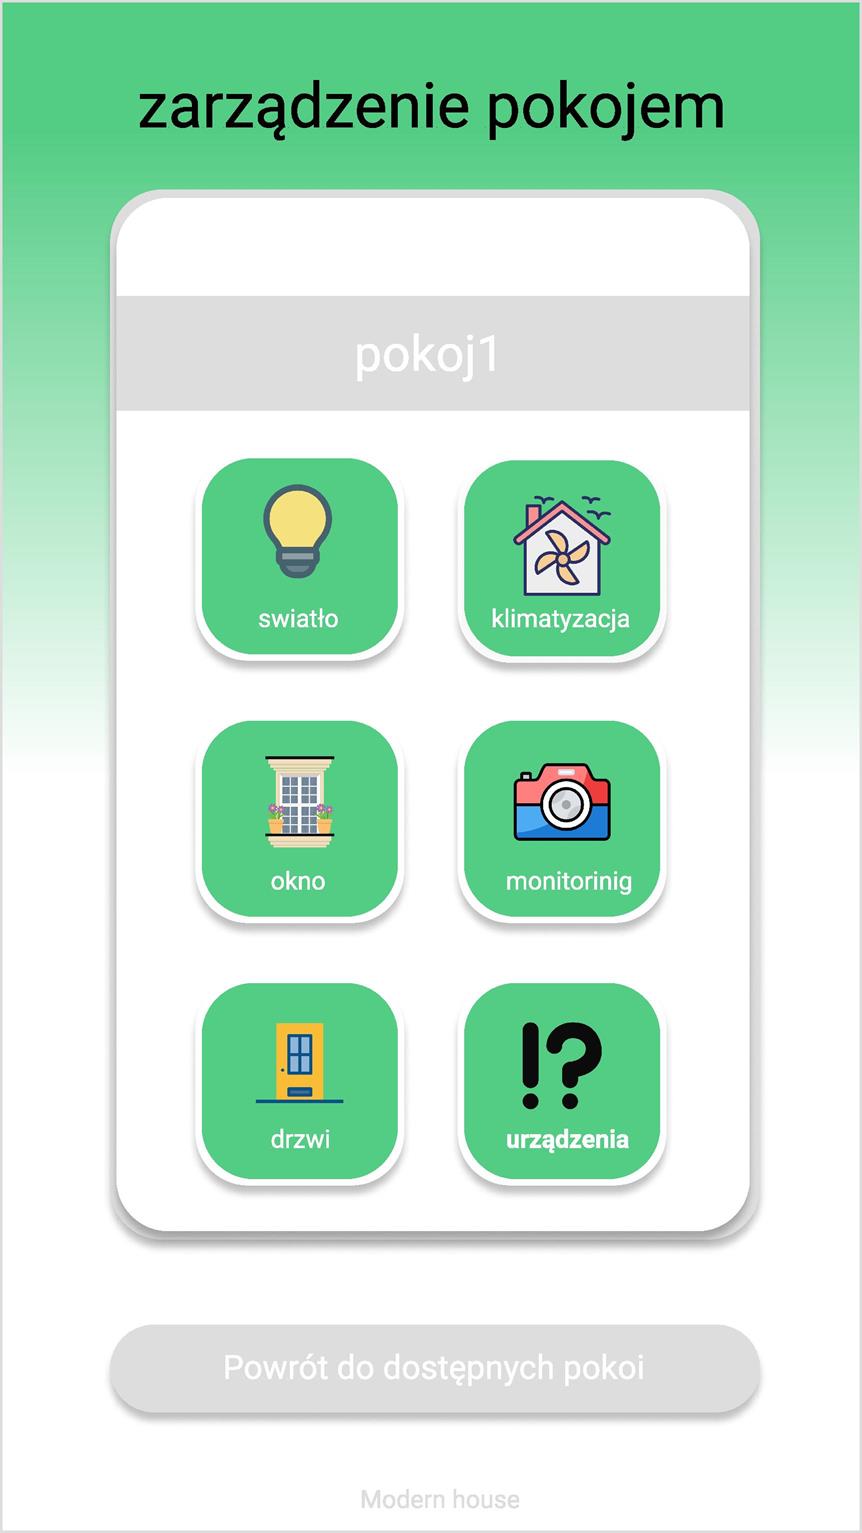 zarządzenie pokojem
pokoj1
swiatło
klimatyzacja
okno
monitorinig
drzwi
urządzenia
Powrót do dostępnych pokoi
Modern house